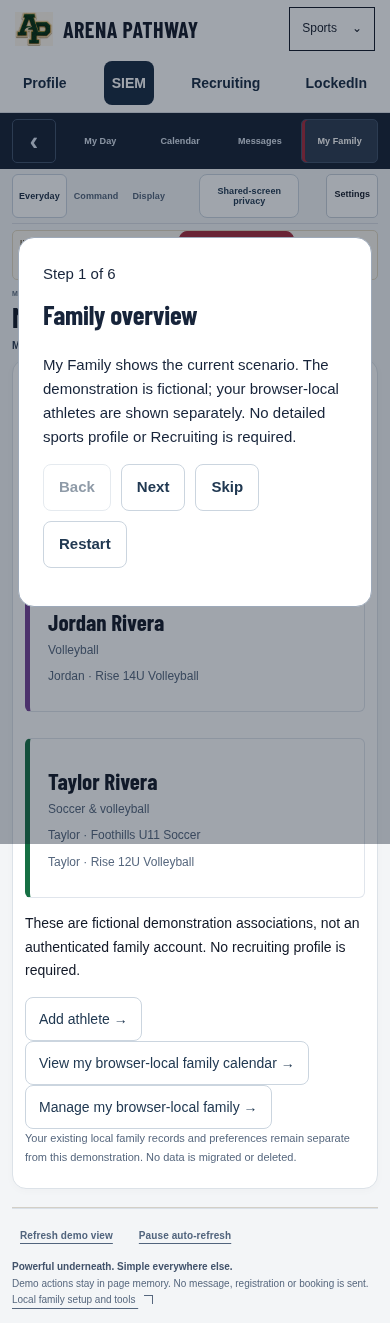 AP ARENA PATHWAY
Sports
Profile SIEM Recruiting LockedIn
‹ My Day Calendar Messages My Family
Everyday Command Display Shared-screen privacy Settings
Step 1 of 6
Family overview
My Family shows the current scenario. The
demonstration is fictional; your browser-local
athletes are shown separately. No detailed
sports profile or Recruiting is required.
Back Next Skip
Restart
Jordan Rivera
Volleyball
Jordan · Rise 14U Volleyball
Taylor Rivera
Soccer & volleyball
Taylor · Foothills U11 Soccer
Taylor · Rise 12U Volleyball
These are fictional demonstration associations, not an
authenticated family account. No recruiting profile is
required.
Add athlete →
View my browser-local family calendar →
Manage my browser-local family →
Your existing local family records and preferences remain separate
from this demonstration. No data is migrated or deleted.
Refresh demo view Pause auto-refresh
Powerful underneath. Simple everywhere else.
Demo actions stay in page memory. No message, registration or booking is sent.
Local family setup and tools